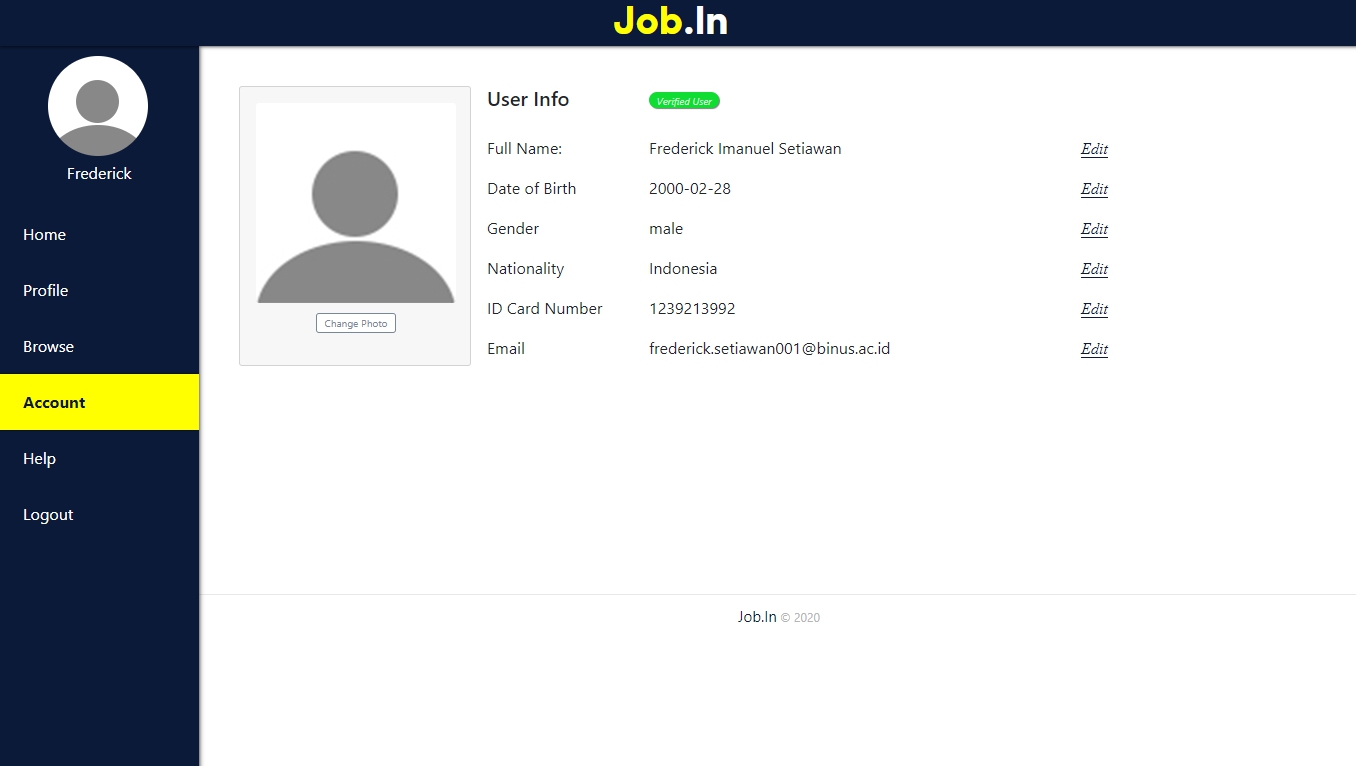 Job.In
Frederick
Home
Profile
Browse
Account
Help
Logout
Change Photo
User Info Verified User
Full Name: Frederick Imanuel Setiawan Edit
Date of Birth 2000-02-28 Edit
Gender male Edit
Nationality Indonesia Edit
ID Card Number 1239213992 Edit
Email frederick.setiawan001@binus.ac.id Edit
Job.In © 2020